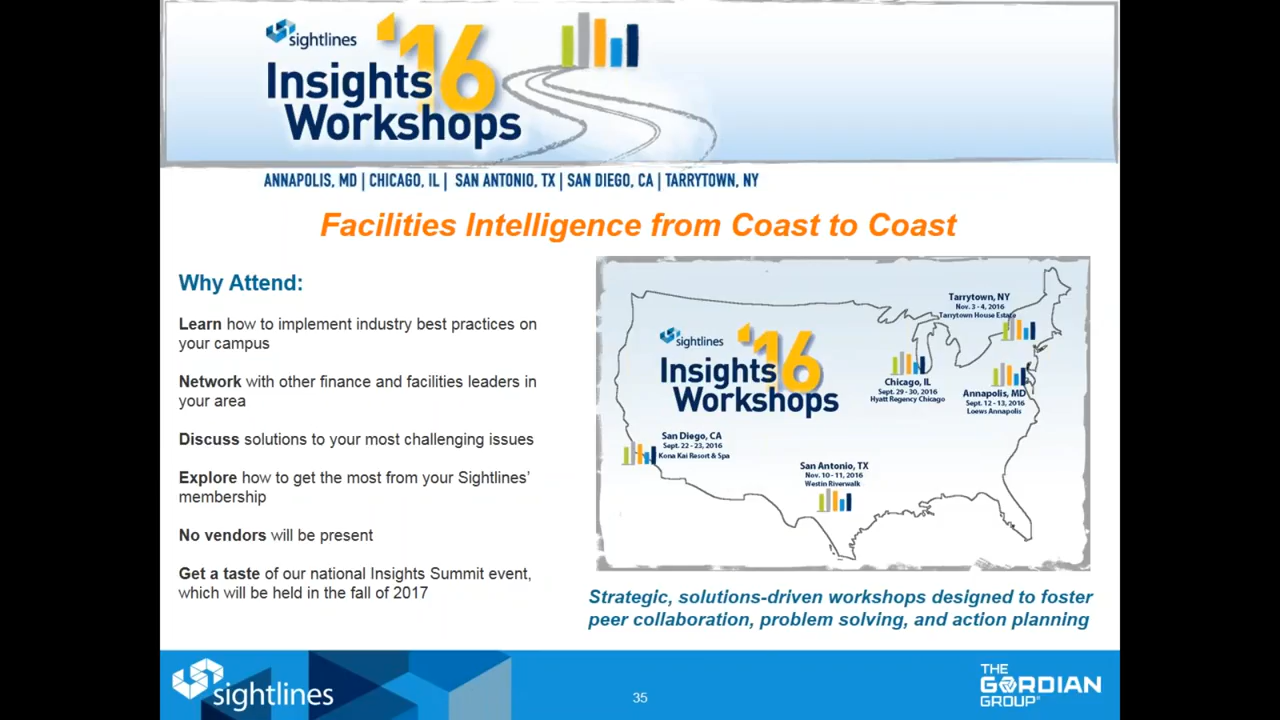 sightlines
'16
Insights
Workshops
ANNAPOLIS, MD | CHICAGO, IL | SAN ANTONIO, TX | SAN DIEGO, CA | TARRYTOWN, NY
Facilities Intelligence from Coast to Coast
Why Attend:
Learn how to implement industry best practices on
your campus
Network with other finance and facilities leaders in
your area
Discuss solutions to your most challenging issues
Explore how to get the most from your Sightlines’
membership
No vendors will be present
Get a taste of our national Insights Summit event,
which will be held in the fall of 2017
Tarrytown, NY
Nov. 3 - 4, 2016
Tarrytown House Estate
sightlines
'16
Insights
Workshops
Chicago, IL
Sept. 29 - 30, 2016
Hyatt Regency Chicago
Annapolis, MD
Sept. 12 - 13, 2016
Loews Annapolis
San Diego, CA
Sept. 22 - 23, 2016
Kona Kai Resort & Spa
San Antonio, TX
Nov. 10 - 11, 2016
Westin Riverwalk
Strategic, solutions-driven workshops designed to foster
peer collaboration, problem solving, and action planning
sightlines
35
THE
GORDIAN
GROUP®